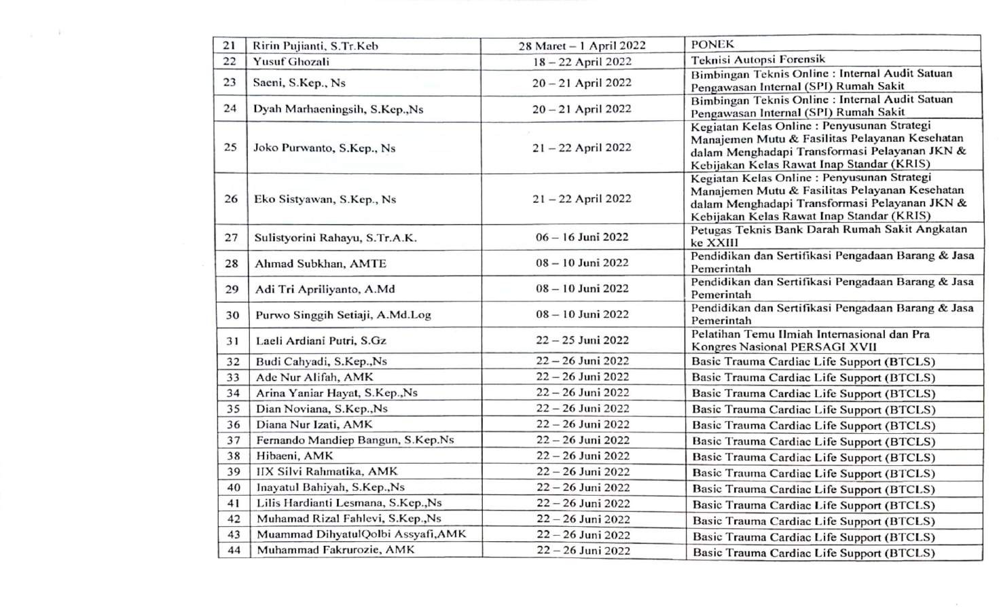 21 Ririn Pujianti, S.Tr.Keb 28 Maret – 1 April 2022 PONEK
22 Yusuf Ghozali 18 – 22 April 2022 Teknisi Autopsi Forensik
23 Saeni, S.Kep., Ns 20 – 21 April 2022 Bimbingan Teknis Online : Internal Audit Satuan
Pengawasan Internal (SPI) Rumah Sakit
24 Dyah Marhaeningsih, S.Kep.,Ns 20 – 21 April 2022 Bimbingan Teknis Online : Internal Audit Satuan
Pengawasan Internal (SPI) Rumah Sakit
25 Joko Purwanto, S.Kep., Ns 21 – 22 April 2022 Kegiatan Kelas Online : Penyusunan Strategi
Manajemen Mutu & Fasilitas Pelayanan Kesehatan
dalam Menghadapi Transformasi Pelayanan JKN &
Kebijakan Kelas Rawat Inap Standar (KRIS)
26 Eko Sistyawan, S.Kep., Ns 21 – 22 April 2022 Kegiatan Kelas Online : Penyusunan Strategi
Manajemen Mutu & Fasilitas Pelayanan Kesehatan
dalam Menghadapi Transformasi Pelayanan JKN &
Kebijakan Kelas Rawat Inap Standar (KRIS)
27 Sulistyorini Rahayu, S.Tr.A.K. 06 – 16 Juni 2022 Petugas Teknis Bank Darah Rumah Sakit Angkatan
ke XXIII
28 Ahmad Subkhan, AMTE 08 – 10 Juni 2022 Pendidikan dan Sertifikasi Pengadaan Barang & Jasa
Pemerintah
29 Adi Tri Apriliyanto, A.Md 08 – 10 Juni 2022 Pendidikan dan Sertifikasi Pengadaan Barang & Jasa
Pemerintah
30 Purwo Singgih Setiaji, A.Md.Log 08 – 10 Juni 2022 Pendidikan dan Sertifikasi Pengadaan Barang & Jasa
Pemerintah
31 Laeli Ardiani Putri, S.Gz 22 – 25 Juni 2022 Pelatihan Temu Ilmiah Internasional dan Pra
Kongres Nasional PERSAGI XVII
32 Budi Cahyadi, S.Kep.,Ns 22 – 26 Juni 2022 Basic Trauma Cardiac Life Support (BTCLS)
33 Ade Nur Alifah, AMK 22 – 26 Juni 2022 Basic Trauma Cardiac Life Support (BTCLS)
34 Arina Yaniar Hayat, S.Kep.,Ns 22 – 26 Juni 2022 Basic Trauma Cardiac Life Support (BTCLS)
35 Dian Noviana, S.Kep.,Ns 22 – 26 Juni 2022 Basic Trauma Cardiac Life Support (BTCLS)
36 Diana Nur Izati, AMK 22 – 26 Juni 2022 Basic Trauma Cardiac Life Support (BTCLS)
37 Fernando Mandiep Bangun, S.Kep.Ns 22 – 26 Juni 2022 Basic Trauma Cardiac Life Support (BTCLS)
38 Hibaeni, AMK 22 – 26 Juni 2022 Basic Trauma Cardiac Life Support (BTCLS)
39 IIX Silvi Rahmatika, AMK 22 – 26 Juni 2022 Basic Trauma Cardiac Life Support (BTCLS)
40 Inayatul Bahiyah, S.Kep.,Ns 22 – 26 Juni 2022 Basic Trauma Cardiac Life Support (BTCLS)
41 Lilis Hardianti Lesmana, S.Kep.,Ns 22 – 26 Juni 2022 Basic Trauma Cardiac Life Support (BTCLS)
42 Muhamad Rizal Fahlevi, S.Kep.,Ns 22 – 26 Juni 2022 Basic Trauma Cardiac Life Support (BTCLS)
43 Muammad DihyatulQolbi Assyafi,AMK 22 – 26 Juni 2022 Basic Trauma Cardiac Life Support (BTCLS)
44 Muhammad Fakrurozie, AMK 22 – 26 Juni 2022 Basic Trauma Cardiac Life Support (BTCLS)